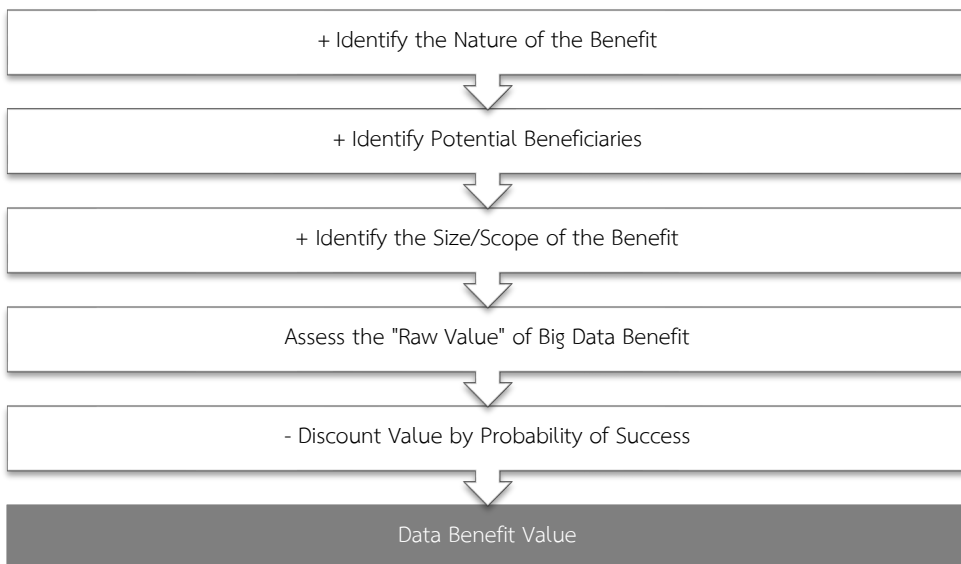 + Identify the Nature of the Benefit
+ Identify Potential Beneficiaries
+ Identify the Size/Scope of the Benefit
Assess the "Raw Value" of Big Data Benefit
- Discount Value by Probability of Success
Data Benefit Value